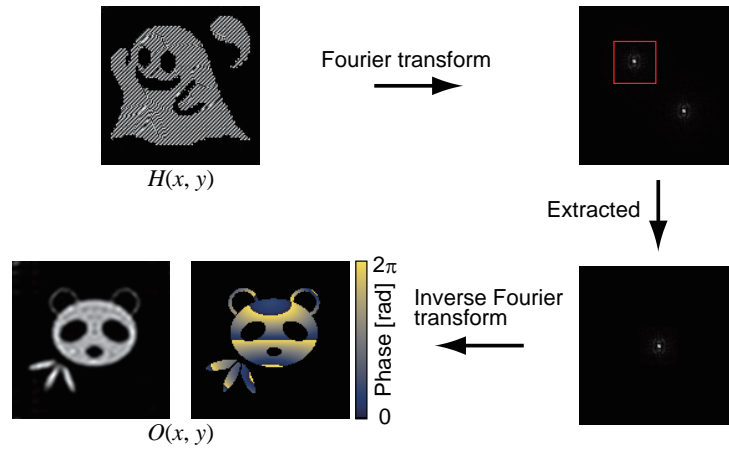 Fourier transform
H(x, y)
Extracted
Inverse Fourier
transform
2π
Phase [rad]
0
O(x, y)